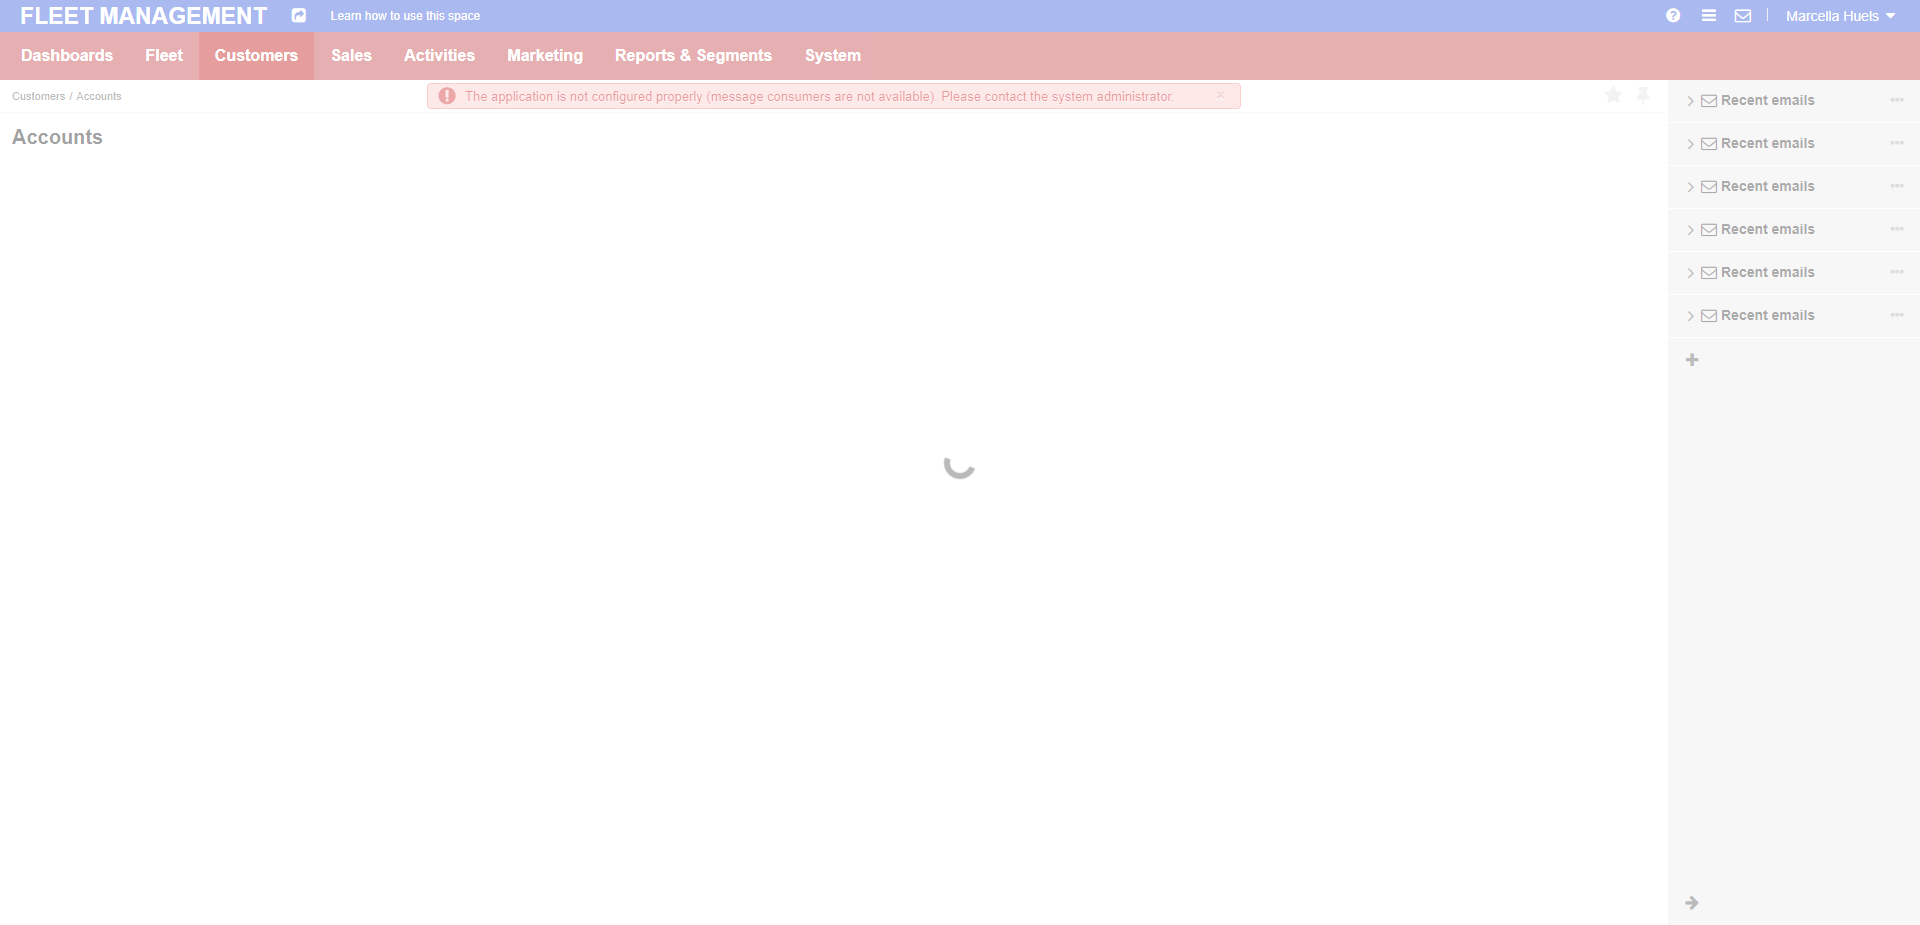 FLEET MANAGEMENT
Learn how to use this space
Marcella Huels
Dashboards
Fleet
Customers
Sales
Activities
Marketing
Reports & Segments
System
Customers / Accounts
The application is not configured properly (message consumers are not available). Please contact the system administrator.
Accounts
Recent emails
Recent emails
Recent emails
Recent emails
Recent emails
Recent emails